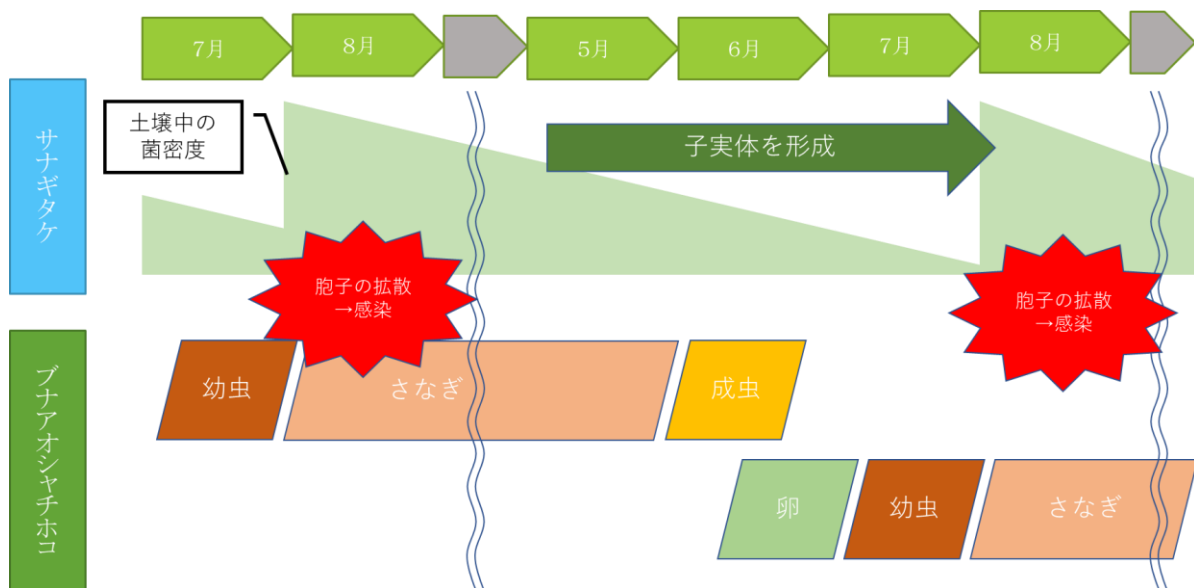 7月
8月
5月
6月
7月
8月
サナギタケ
土壌中の
菌密度
子実体を形成
胞子の拡散
→感染
胞子の拡散
→感染
ブナアオシャチホコ
幼虫
さなぎ
成虫
卵
幼虫
さなぎ